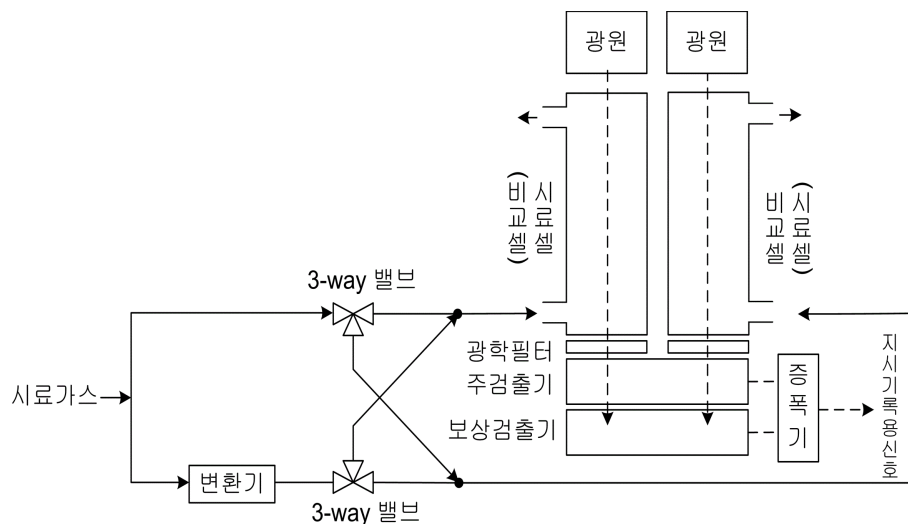 광원
광원
시료셀
(비교셀)
(시료셀)
비교셀
3-way 밸브
광학필터
주검출기
보상검출기
증폭기
지시기록용신호
시료가스
변환기
3-way 밸브